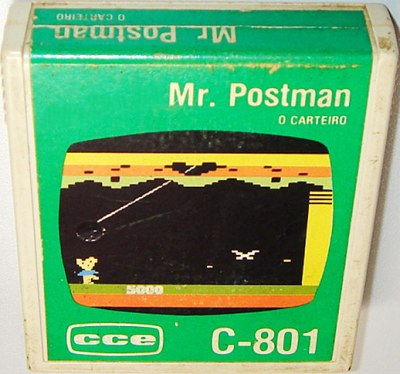 Mr. Postman
O CARTEIRO
Mr. Postman
O CARTEIRO
5000
cce
C-801